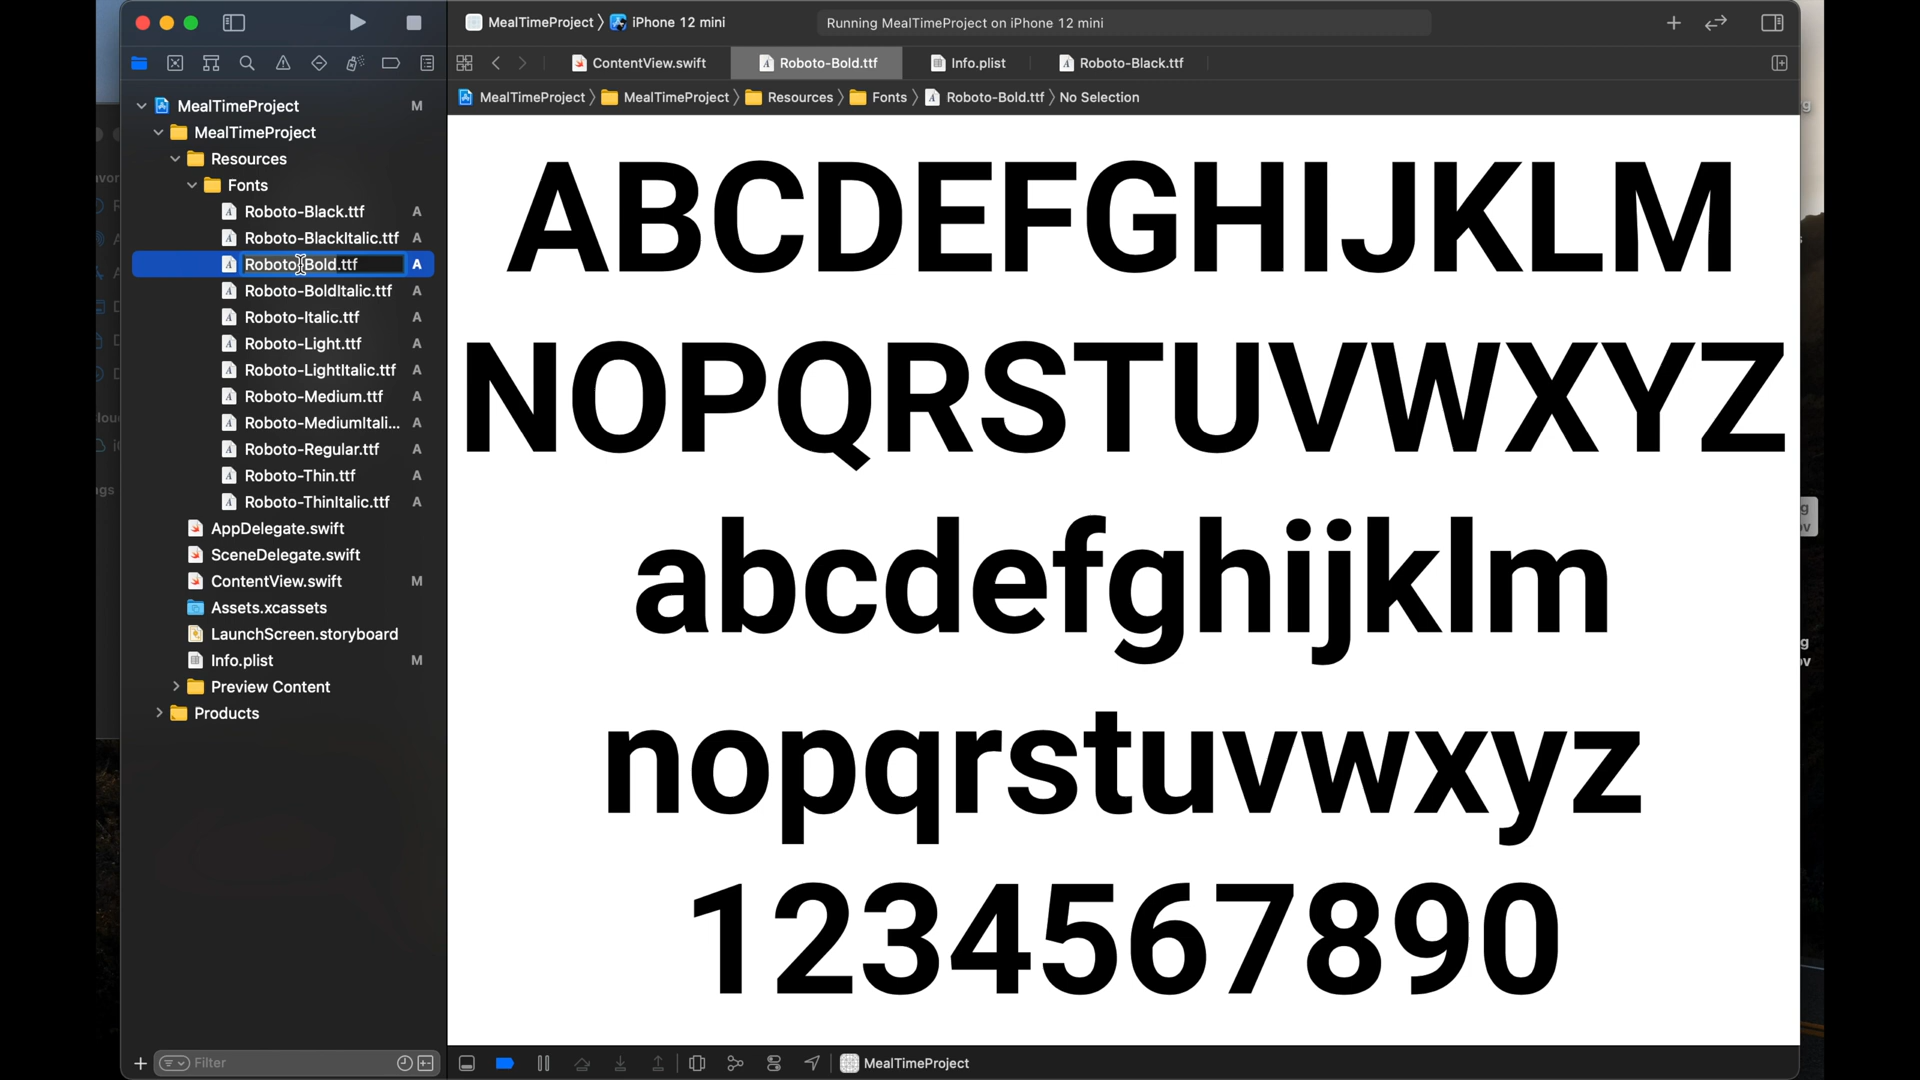 MealTimeProject 〉 iPhone 12 mini
Running MealTimeProject on iPhone 12 mini
ContentView.swift
Roboto-Bold.ttf
Info.plist
Roboto-Black.ttf
MealTimeProject 〉 MealTimeProject 〉 Resources 〉 Fonts 〉 Roboto-Bold.ttf 〉 No Selection
MealTimeProject M
MealTimeProject
Resources
Fonts
Roboto-Black.ttf A
Roboto-BlackItalic.ttf A
Roboto-Bold.ttf A
Roboto-BoldItalic.ttf A
Roboto-Italic.ttf A
Roboto-Light.ttf A
Roboto-LightItalic.ttf A
Roboto-Medium.ttf A
Roboto-MediumItali... A
Roboto-Regular.ttf A
Roboto-Thin.ttf A
Roboto-ThinItalic.ttf A
AppDelegate.swift
SceneDelegate.swift
ContentView.swift M
Assets.xcassets
LaunchScreen.storyboard
Info.plist M
Preview Content
Products
Filter
ABCDEFGHIJKLM
NOPQRSTUVWXYZ
abcdefghijklm
nopqrstuvwxyz
1234567890
MealTimeProject